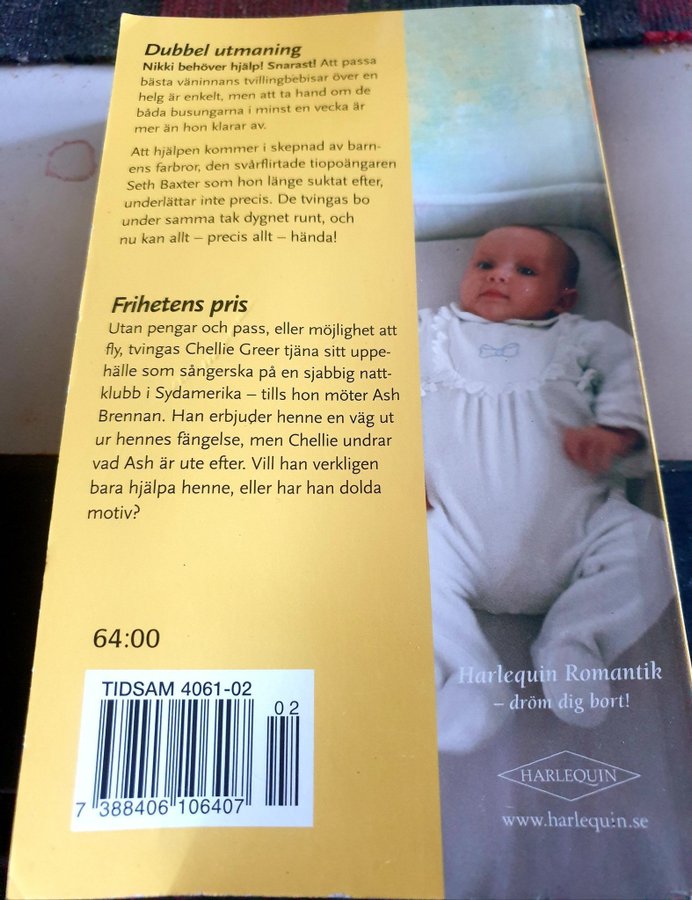 Dubbel utmaning
Nikki behöver hjälp! Snarast! Att passa
bästa väninnans tvillingbebisar över en
helg är enkelt, men att ta hand om de
båda busungarna i minst en vecka är
mer än hon klarar av.
Att hjälpen kommer i skepnad av barn-
ens farbror, den svårflirtade tiopoängaren
Seth Baxter som hon länge suktat efter,
underlättar inte precis. De tvingas bo
under samma tak dygnet runt, och
nu kan allt – precis allt – hända!
Frihetens pris
Utan pengar och pass, eller möjlighet att
fly, tvingas Chellie Greer tjäna sitt uppe-
hälle som sångerska på en sjabbig natt-
klubb i Sydamerika – tills hon möter Ash
Brennan. Han erbjuder henne en väg ut
ur hennes fängelse, men Chellie undrar
vad Ash är ute efter. Vill han verkligen
bara hjälpa henne, eller har han dolda
motiv?
64:00
TIDSAM 4061-02
02
7 388406 106407
Harlequin Romantik
– dröm dig bort!
HARLEQUIN
www.harlequin.se